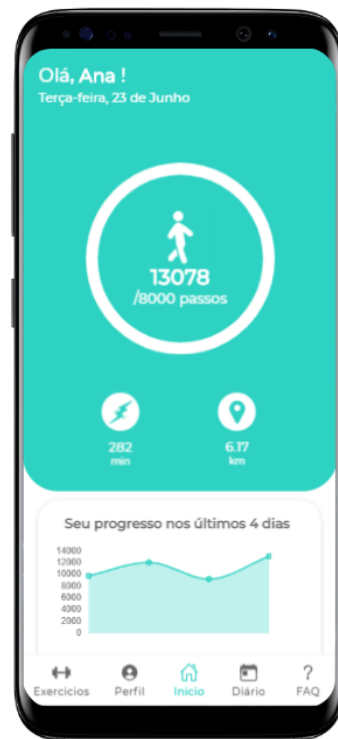 Olá, Ana !
Terça-feira, 23 de Junho
13078
/8000 passos
282
min
6.17
km
Seu progresso nos últimos 4 dias
14000
12000
10000
8000
6000
4000
2000
0
Exercicios Perfil Inicio Diário FAQ